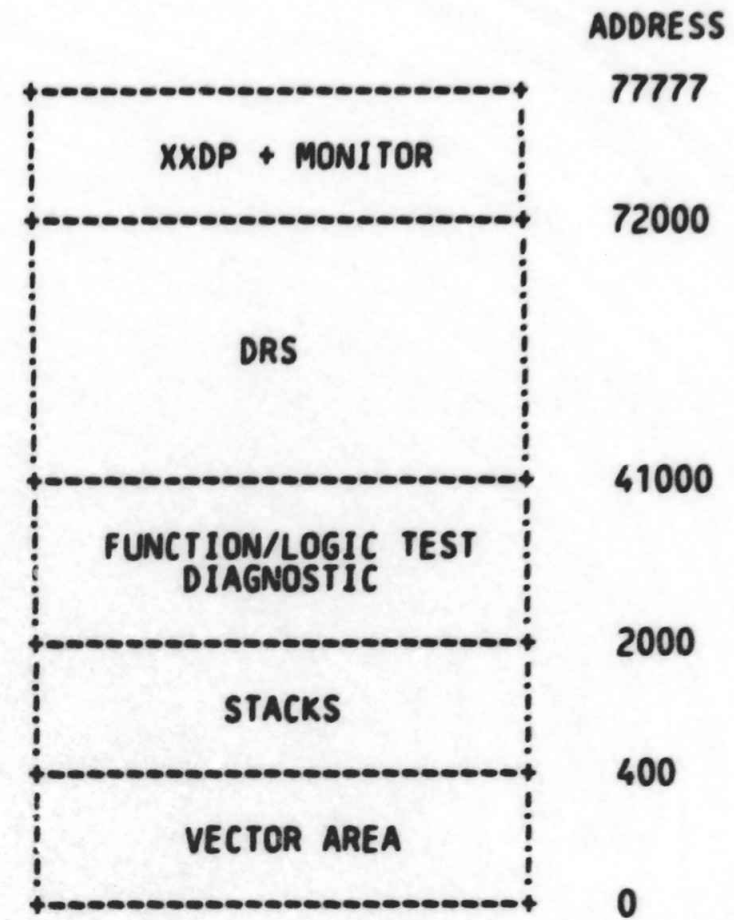 ADDRESS
77777
XXDP + MONITOR
72000
DRS
41000
FUNCTION/LOGIC TEST
DIAGNOSTIC
2000
STACKS
400
VECTOR AREA
0